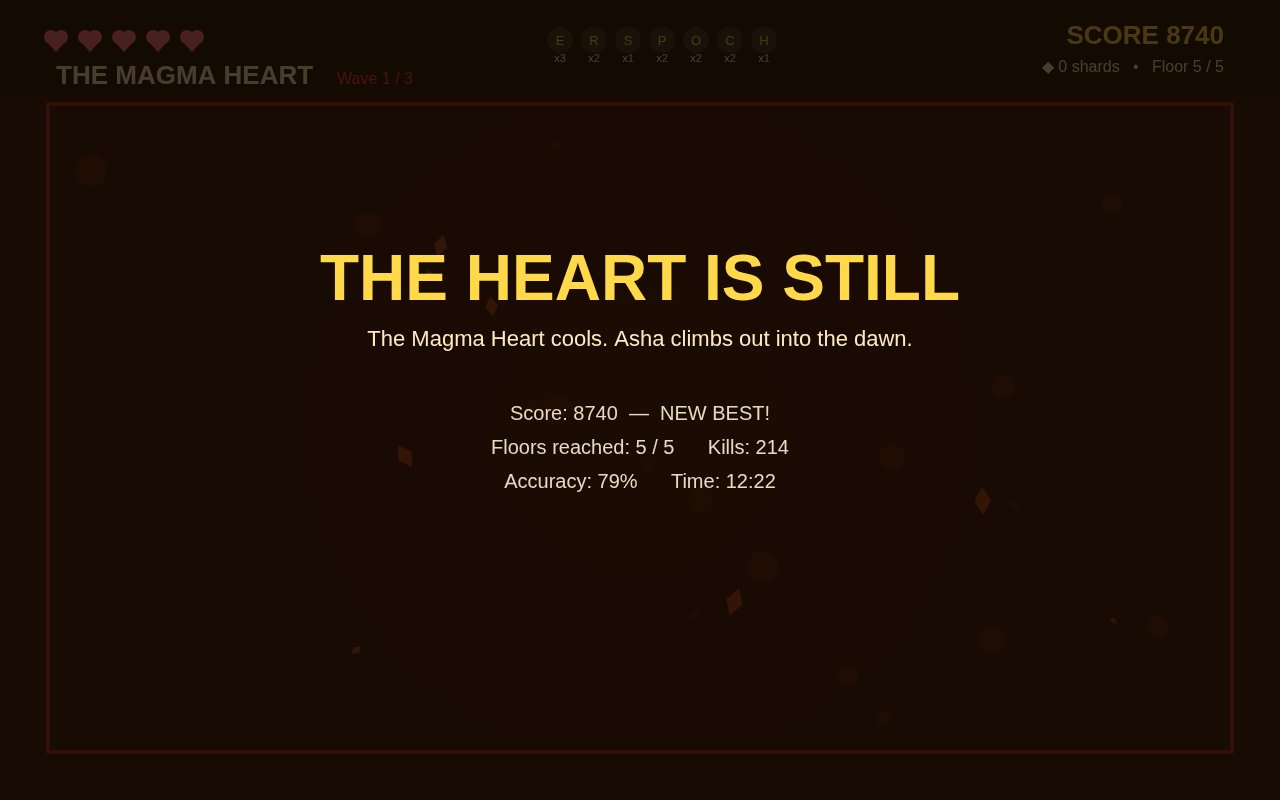 E R S P O C H
x3 x2 x1 x2 x2 x2 x1
SCORE 8740
THE MAGMA HEART Wave 1 / 3
◆ 0 shards • Floor 5 / 5
THE HEART IS STILL
The Magma Heart cools. Asha climbs out into the dawn.
Score: 8740 — NEW BEST!
Floors reached: 5 / 5 Kills: 214
Accuracy: 79% Time: 12:22